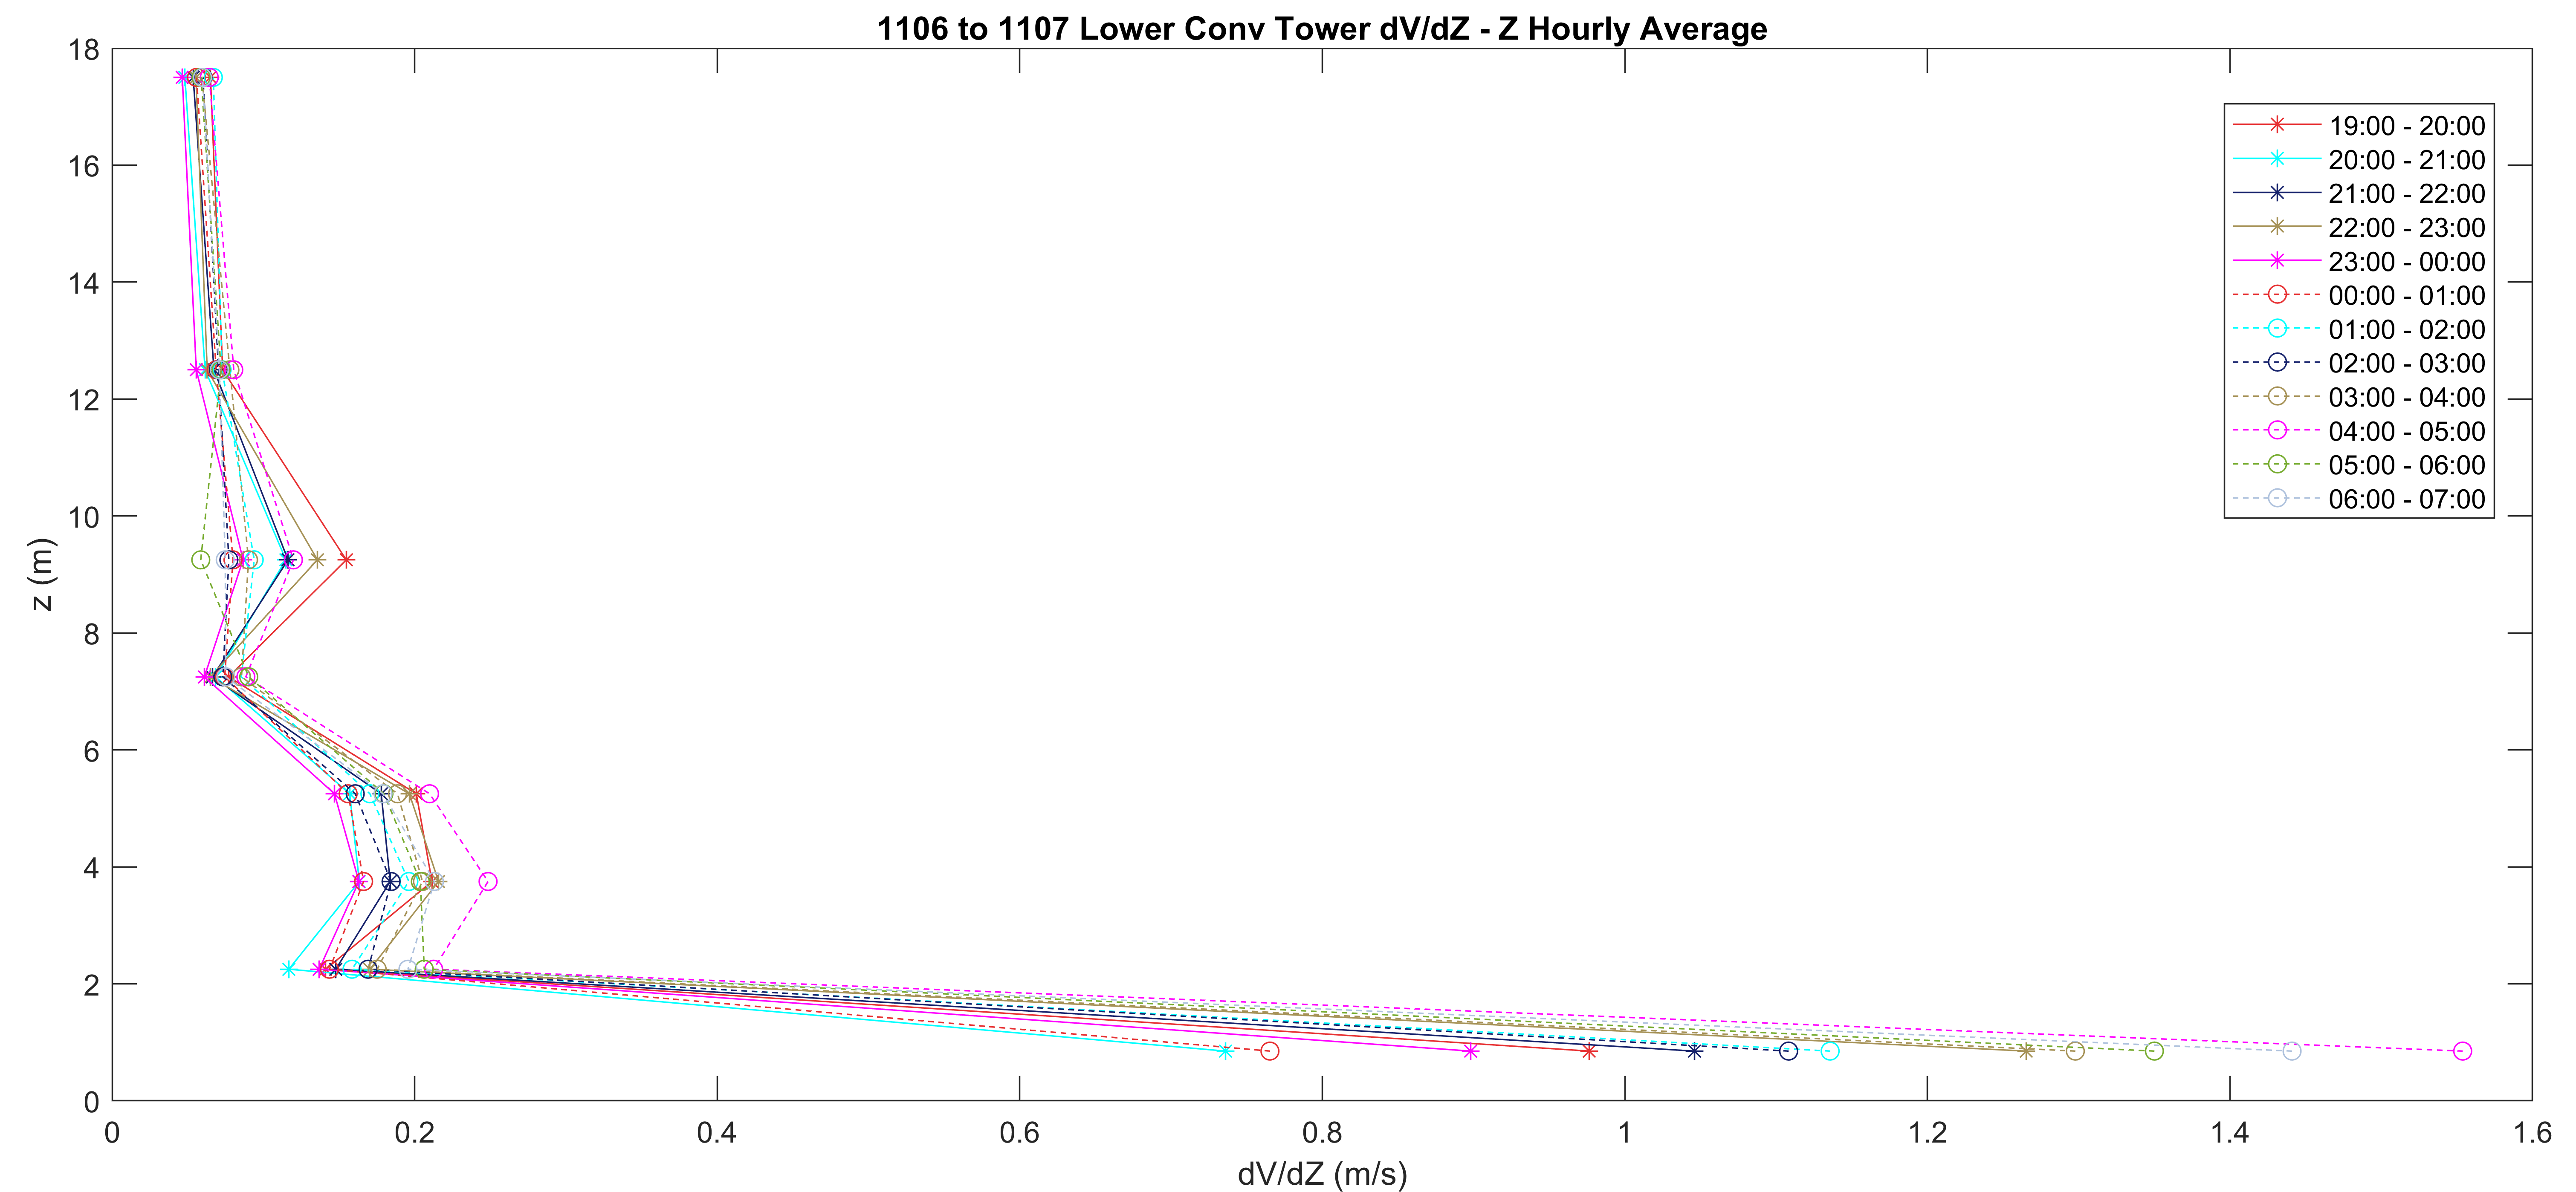 1106 to 1107 Lower Conv Tower dV/dZ - Z Hourly Average
18
16
14
12
10
8
6
4
2
0
z (m)
19:00 - 20:00
20:00 - 21:00
21:00 - 22:00
22:00 - 23:00
23:00 - 00:00
00:00 - 01:00
01:00 - 02:00
02:00 - 03:00
03:00 - 04:00
04:00 - 05:00
05:00 - 06:00
06:00 - 07:00
0 0.2 0.4 0.6 0.8 1 1.2 1.4 1.6
dV/dZ (m/s)